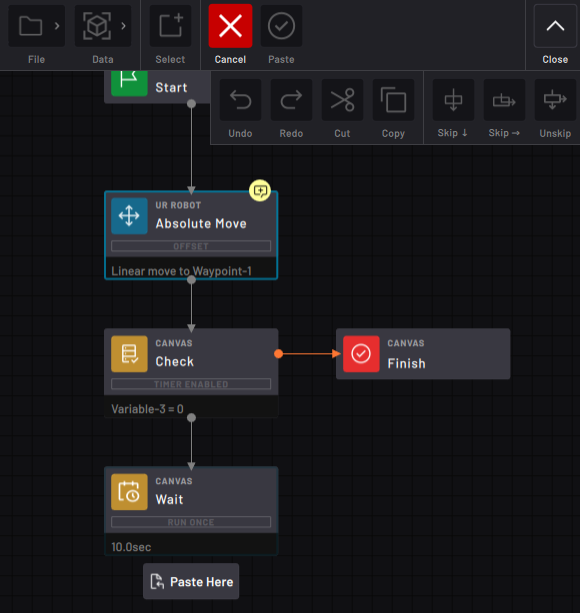 File
Data
Select
Cancel
Paste
Close
Start
Undo
Redo
Cut
Copy
Skip ↓
Skip →
Unskip
UR ROBOT
Absolute Move
OFFSET
Linear move to Waypoint-1
CANVAS
Check
TIMER ENABLED
Variable-3 = 0
CANVAS
Finish
CANVAS
Wait
RUN ONCE
10.0sec
Paste Here